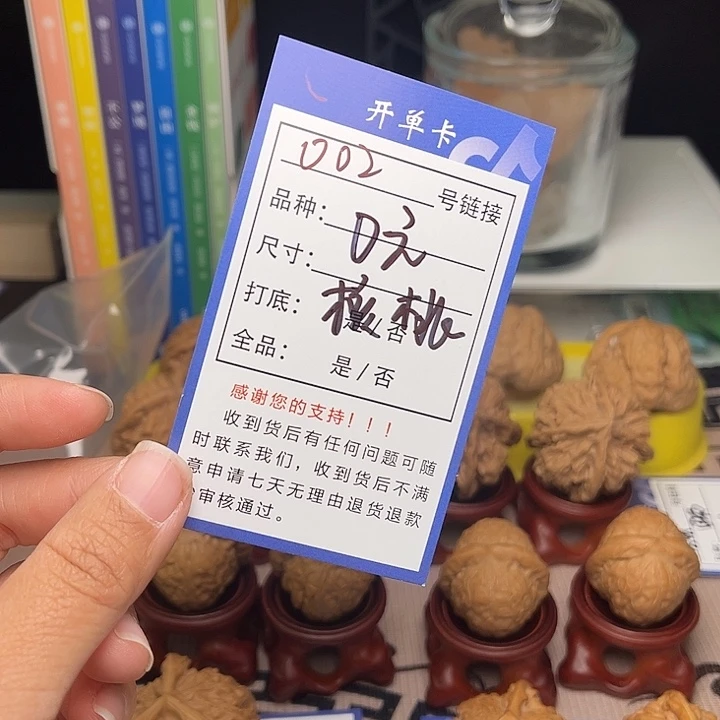 开单卡
002 号链接
品种：
0元
尺寸：
打底： 是/否
核桃
全品： 是/否
感谢您的支持！！！
收到货后有任何问题可随
时联系我们，收到货后不满
意申请七天无理由退货退款
审核通过。